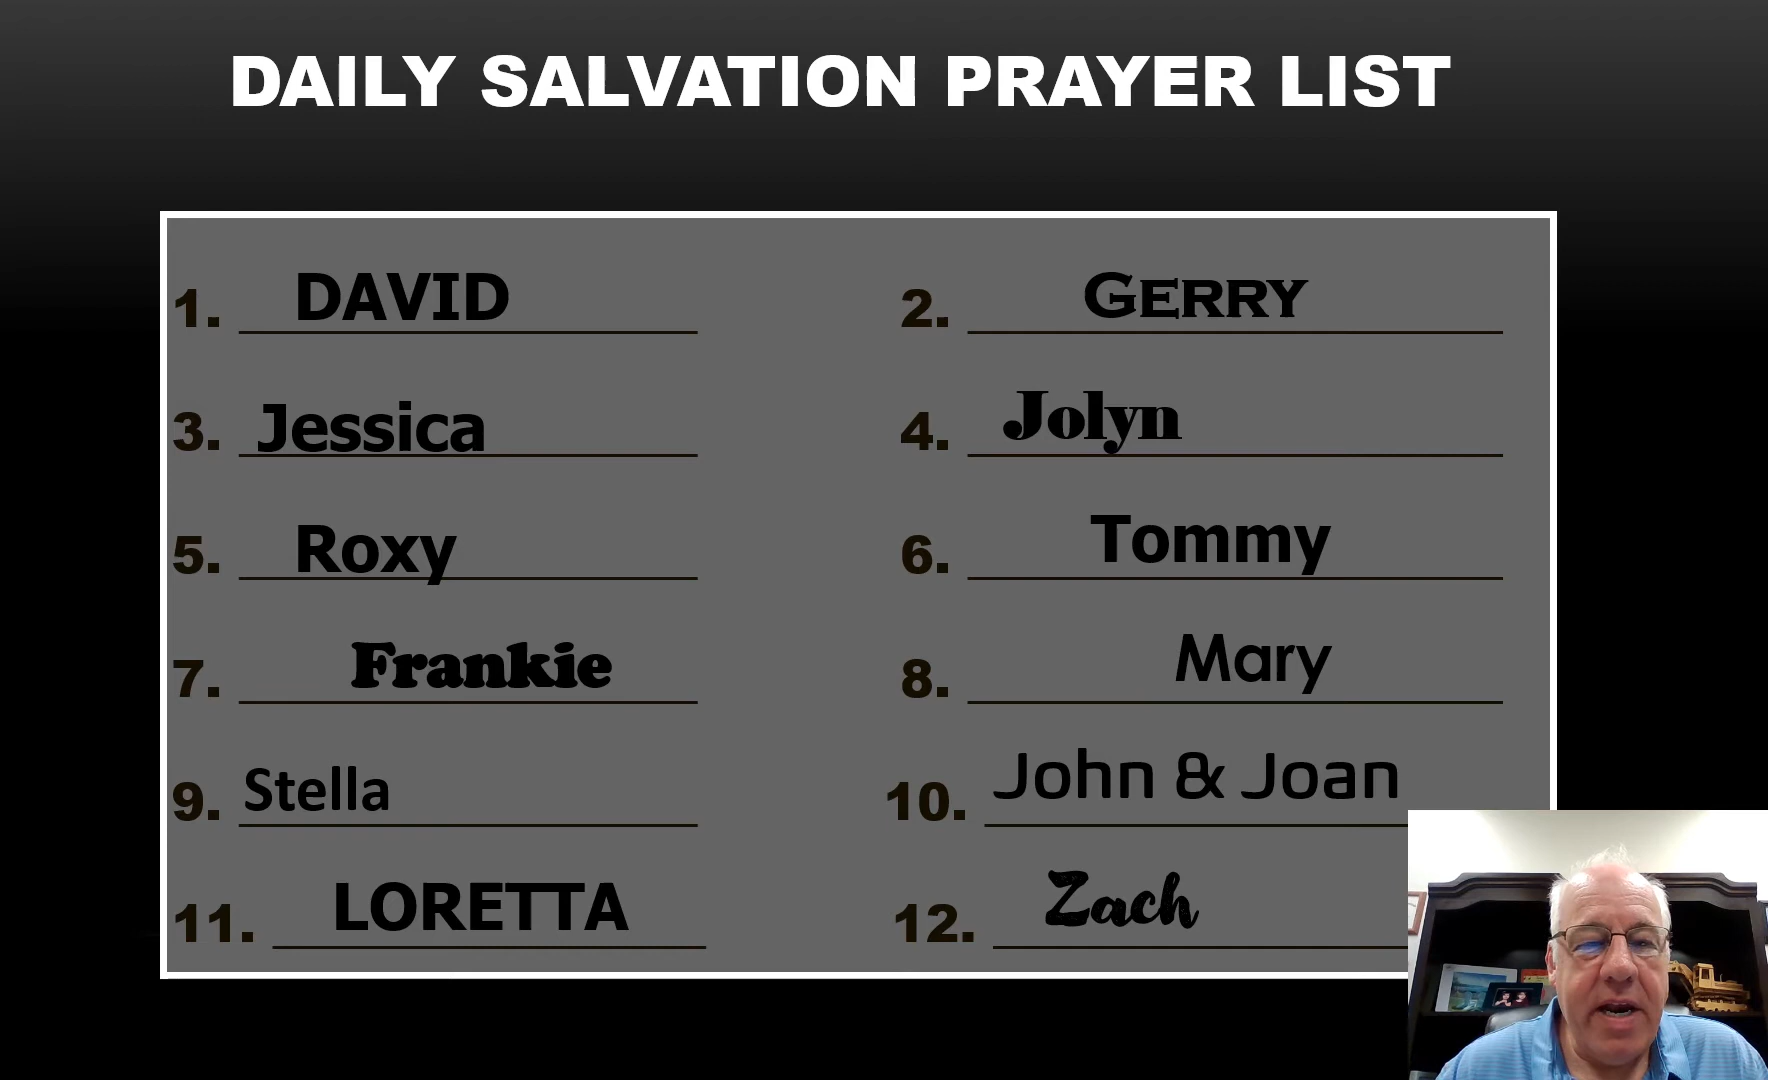 DAILY SALVATION PRAYER LIST
1. DAVID
2. GERRY
3. Jessica
4. Jolyn
5. Roxy
6. Tommy
7. Frankie
8. Mary
9. Stella
10. John & Joan
11. LORETTA
12. Zach